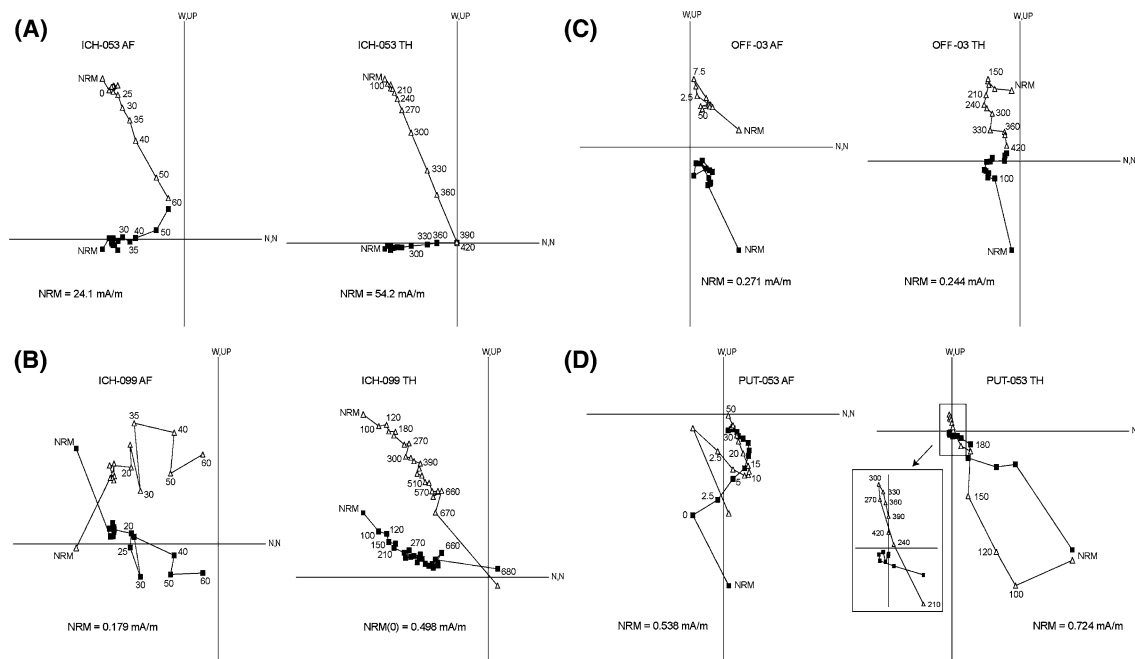 (A)
W,UP
ICH-053 AF
NRM
0
25
30
35
40
50
60
30
40
50
35
NRM
N,N
NRM = 24.1 mA/m
W,UP
ICH-053 TH
NRM
100
210
240
270
300
330
360
390
330
360
420
300
NRM
N,N
NRM = 54.2 mA/m
(C)
W,UP
OFF-03 AF
7.5
2.5
50
NRM
N,N
NRM
NRM = 0.271 mA/m
W,UP
OFF-03 TH
150
NRM
210
240
300
330
360
420
100
N,N
NRM
NRM = 0.244 mA/m
(B)
W,UP
ICH-099 AF
35
40
NRM
20
50
60
30
20
NRM
25
40
30
50
60
N,N
NRM = 0.179 mA/m
W,UP
ICH-099 TH
NRM
120
100
180
270
300
390
510
570
660
670
NRM
100
120
150
210
270
660
680
N,N
NRM(0) = 0.498 mA/m
(D)
W,UP
PUT-053 AF
50
N,N
30
2.5
20
15
5
10
2.5
0
NRM
NRM = 0.538 mA/m
W,UP
PUT-053 TH
N,N
180
150
120
100
NRM
300
330
270
360
390
420
240
210
NRM = 0.724 mA/m